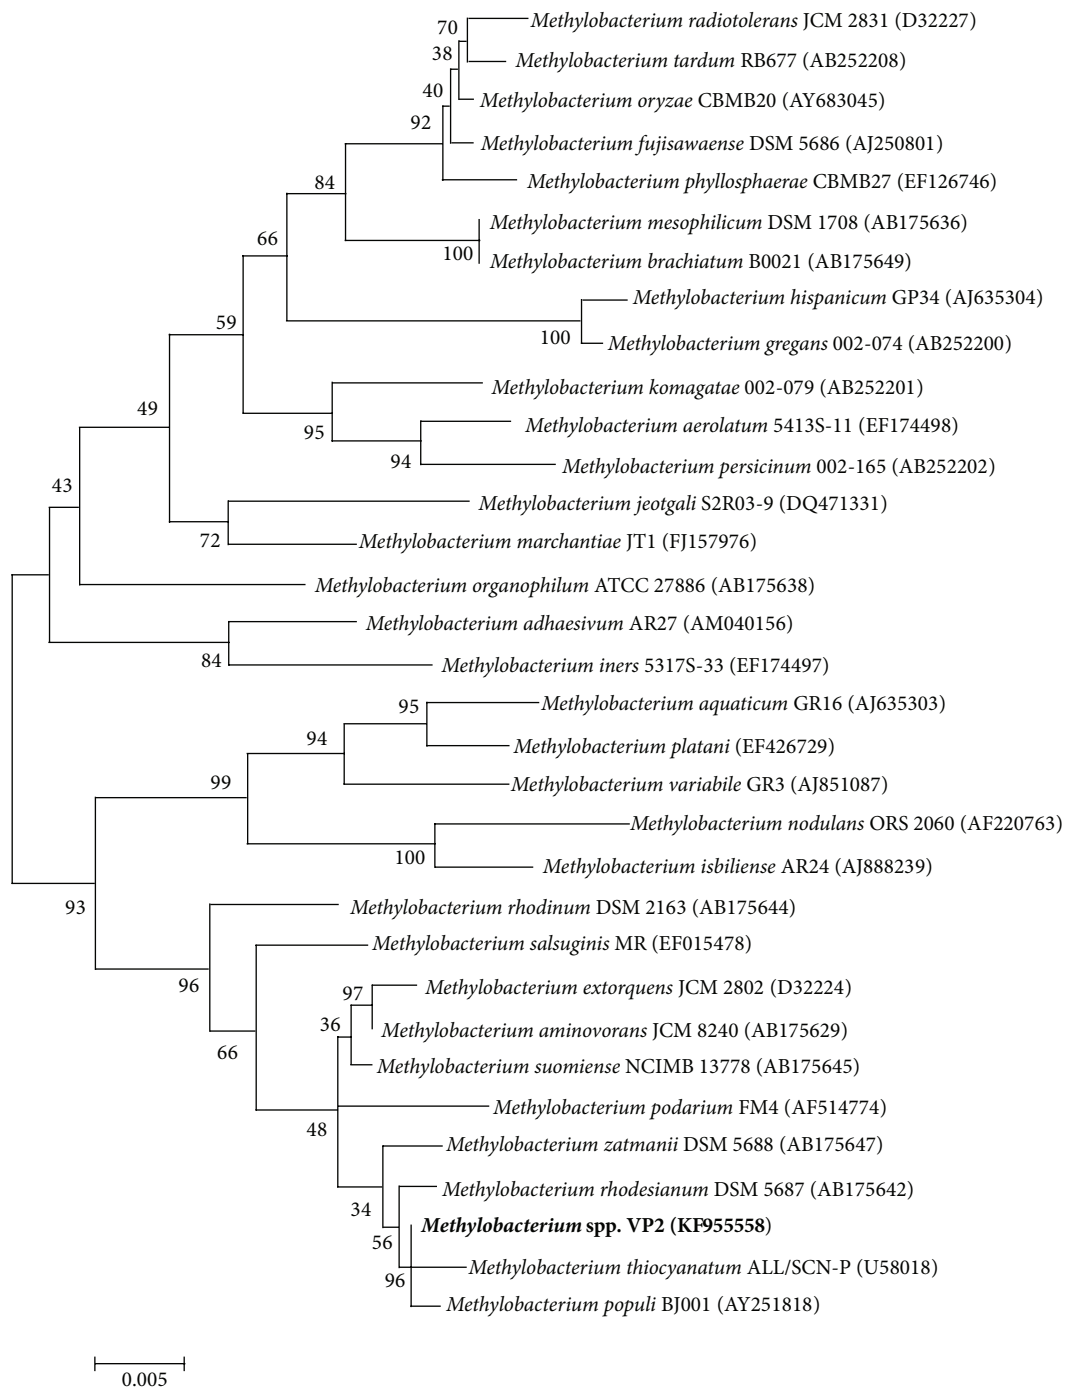 Methylobacterium radiotolerans JCM 2831 (D32227)
70
38
Methylobacterium tardum RB677 (AB252208)
40
Methylobacterium oryzae CBMB20 (AY683045)
92
Methylobacterium fujisawaense DSM 5686 (AJ250801)
84
Methylobacterium phyllosphaerae CBMB27 (EF126746)
Methylobacterium mesophilicum DSM 1708 (AB175636)
66
100
Methylobacterium brachiatum B0021 (AB175649)
Methylobacterium hispanicum GP34 (AJ635304)
59
100
Methylobacterium gregans 002-074 (AB252200)
Methylobacterium komagatae 002-079 (AB252201)
49
95
Methylobacterium aerolatum 5413S-11 (EF174498)
94
Methylobacterium persicinum 002-165 (AB252202)
43
Methylobacterium jeotgali S2R03-9 (DQ471331)
72
Methylobacterium marchantiae JT1 (FJ157976)
Methylobacterium organophilum ATCC 27886 (AB175638)
Methylobacterium adhaesivum AR27 (AM040156)
84
Methylobacterium iners 5317S-33 (EF174497)
95
Methylobacterium aquaticum GR16 (AJ635303)
94
Methylobacterium platani (EF426729)
99
Methylobacterium variabile GR3 (AJ851087)
Methylobacterium nodulans ORS 2060 (AF220763)
100
Methylobacterium isbiliense AR24 (AJ888239)
93
Methylobacterium rhodinum DSM 2163 (AB175644)
Methylobacterium salsuginis MR (EF015478)
96
97
Methylobacterium extorquens JCM 2802 (D32224)
36
Methylobacterium aminovorans JCM 8240 (AB175629)
66
Methylobacterium suomiense NCIMB 13778 (AB175645)
Methylobacterium podarium FM4 (AF514774)
48
Methylobacterium zatmanii DSM 5688 (AB175647)
Methylobacterium rhodesianum DSM 5687 (AB175642)
34
Methylobacterium spp. VP2 (KF955558)
56
Methylobacterium thiocyanatum ALL/SCN-P (U58018)
96
Methylobacterium populi BJ001 (AY251818)
0.005